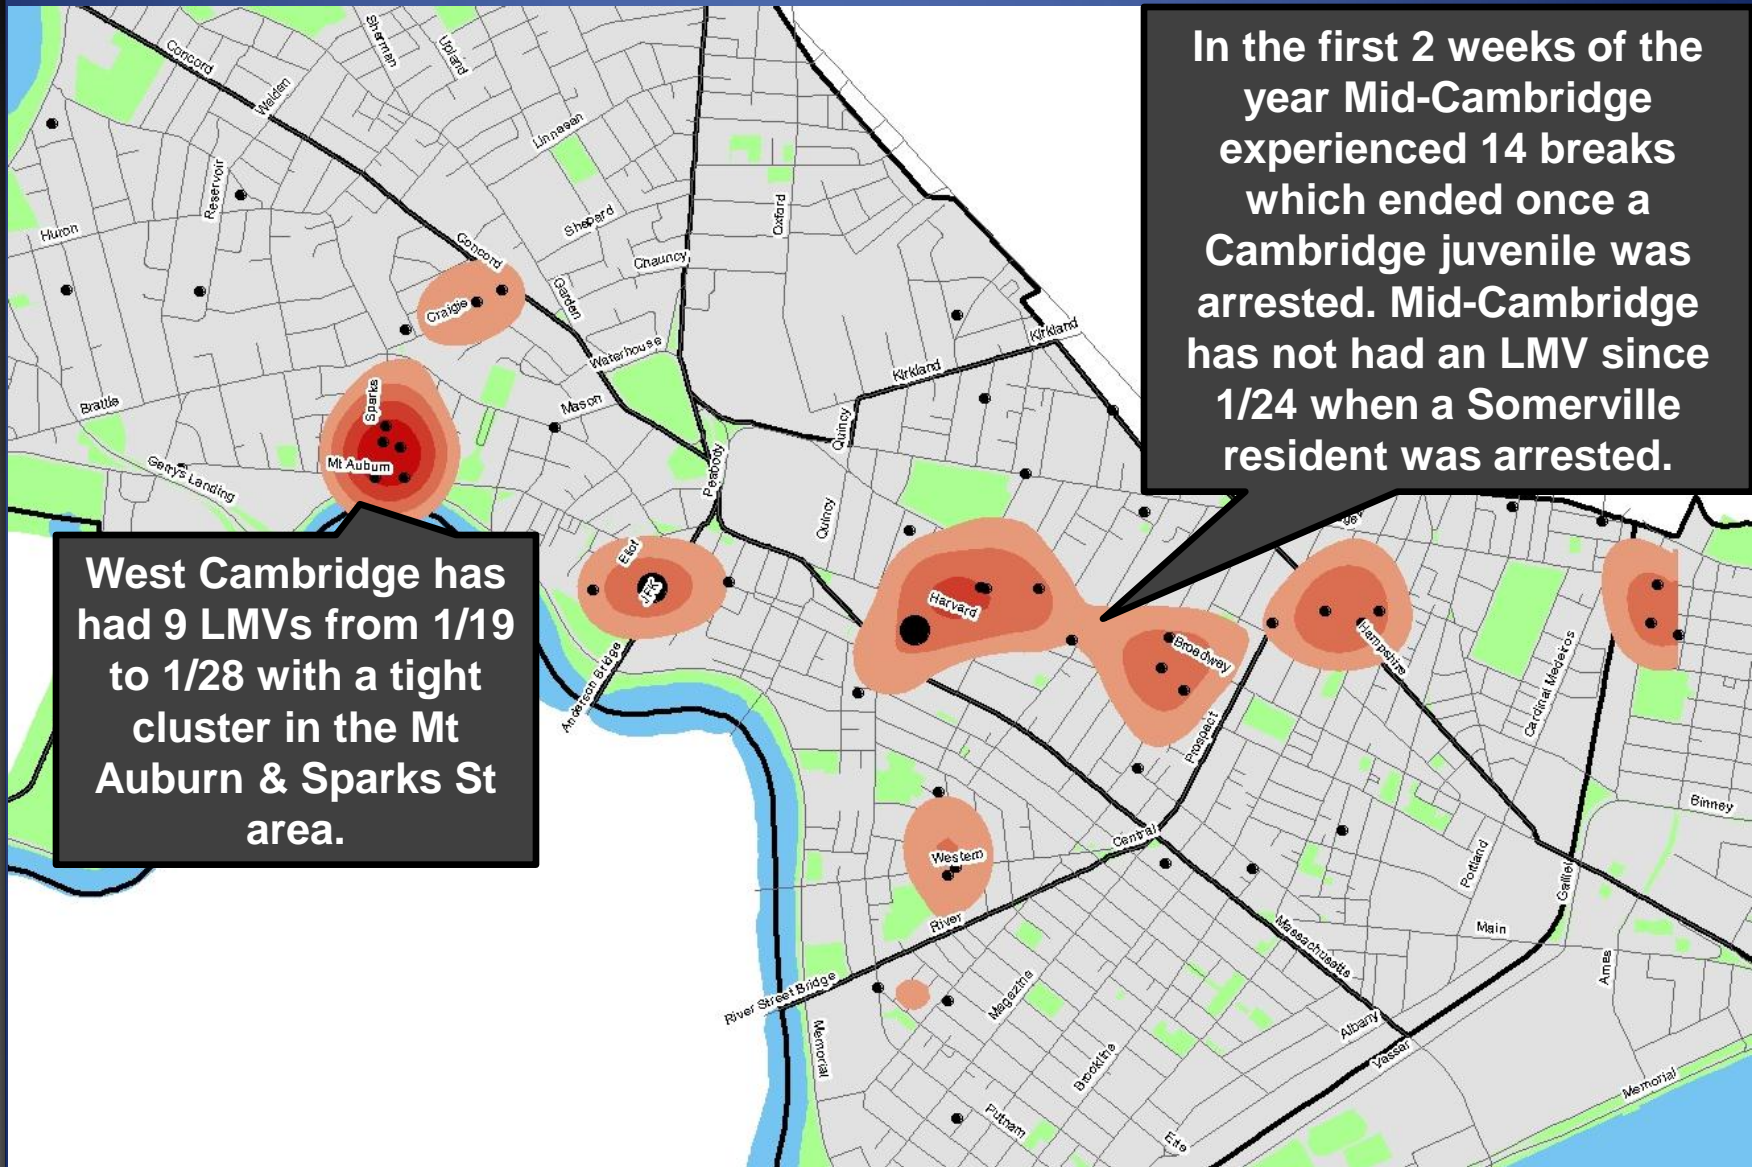 In the first 2 weeks of the
year Mid-Cambridge
experienced 14 breaks
which ended once a
Cambridge juvenile was
arrested. Mid-Cambridge
has not had an LMV since
1/24 when a Somerville
resident was arrested.
West Cambridge has
had 9 LMVs from 1/19
to 1/28 with a tight
cluster in the Mt
Auburn & Sparks St
area.
Concord
Sherman
Upland
Walden
Linnaean
Reservoir
Huron
Shepard
Oxford
Concord
Chauncy
Garden
Craigie
Waterhouse
Kirkland
Kirkland
Sparks
Brattle
Mason
Quincy
Mt Auburn
Gerrys Landing
Peabody
Quincy
Eliot
JFK
Harvard
Broadway
Hampshire
Cardinal Medeiros
Anderson Bridge
Prospect
Binney
Central
Western
Portland
Galileo
River
Main
Massachusetts
Ames
River Street Bridge
Magazine
Albany
Memorial
Vassar
Brookline
Memorial
Putnam
Erie